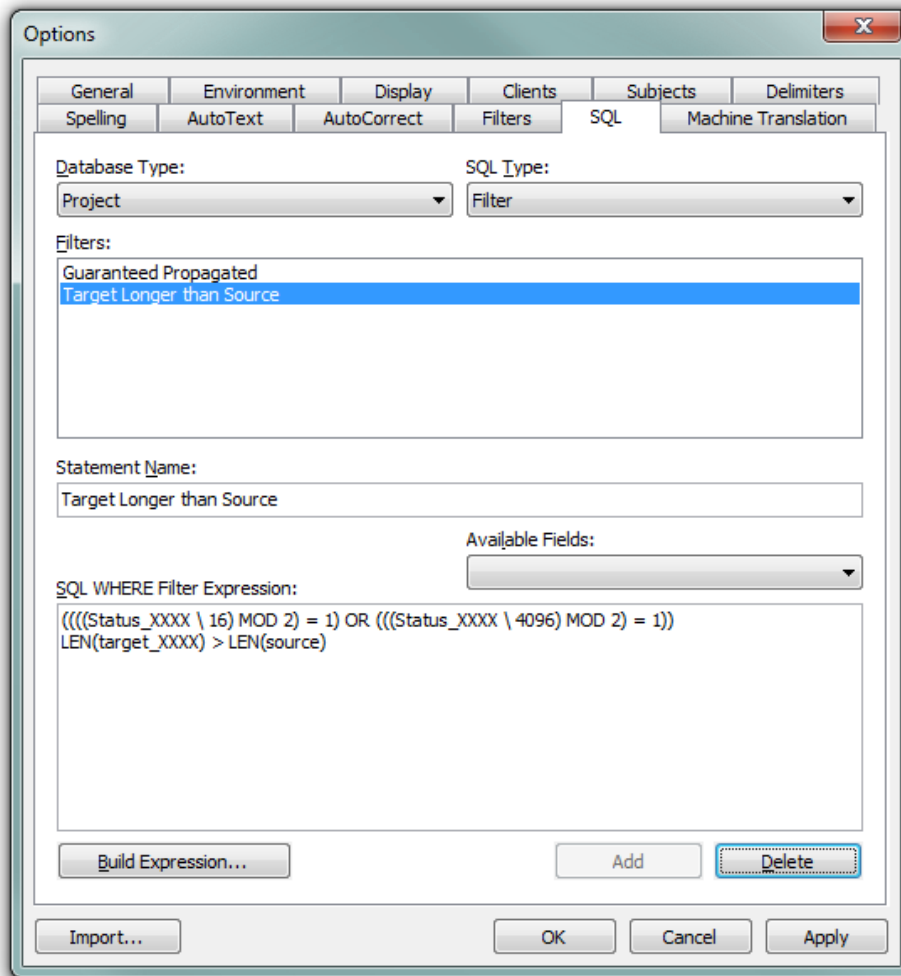 Options
X
General Environment Display Clients Subjects Delimiters
Spelling AutoText AutoCorrect Filters SQL Machine Translation
Database Type: SQL Type:
Project Filter
Filters:
Guaranteed Propagated
Target Longer than Source
Statement Name:
Target Longer than Source
Available Fields:
SQL WHERE Filter Expression:
((((Status_XXXX \ 16) MOD 2) = 1) OR (((Status_XXXX \ 4096) MOD 2) = 1))
LEN(target_XXXX) > LEN(source)
Build Expression... Add Delete
Import... OK Cancel Apply